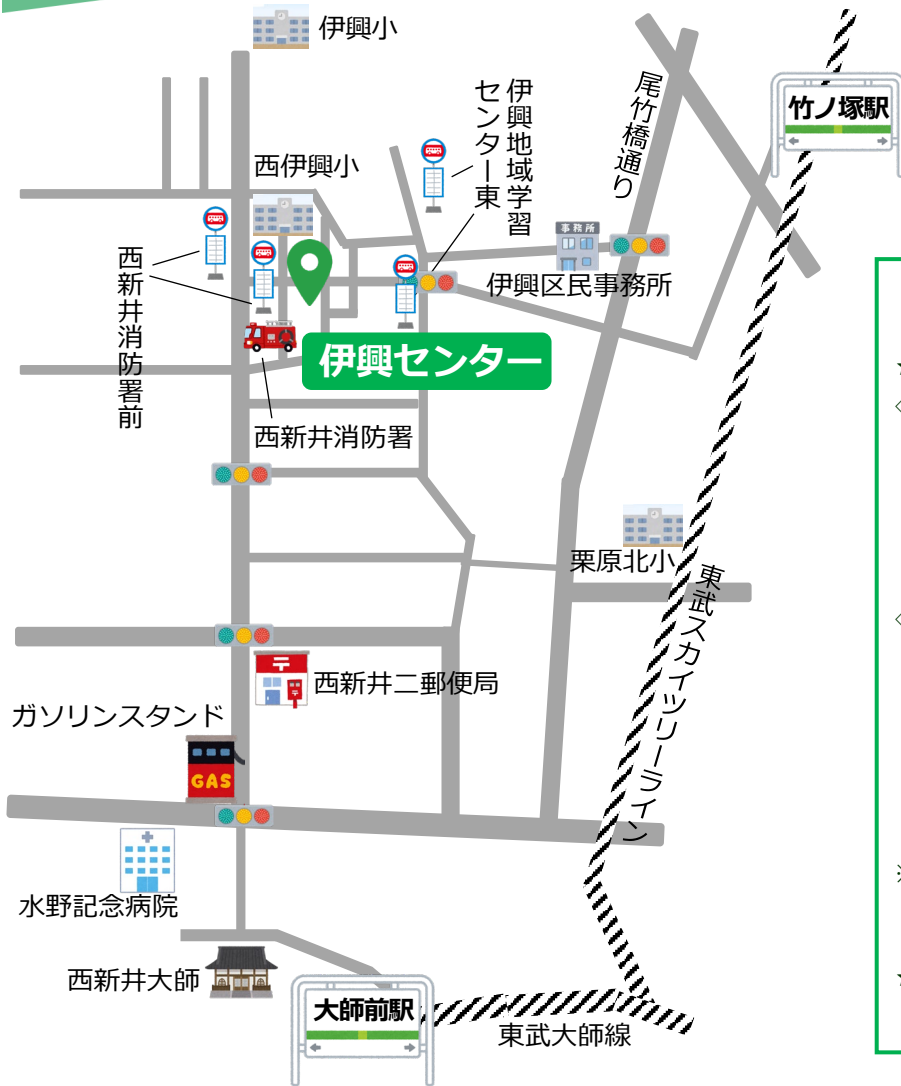 伊興小
竹ノ塚駅
尾竹橋通り
伊興地域学習
センター東
西伊興小
事務所
伊興区民事務所
西新井消防署前
伊興センター
西新井消防署
栗原北小
東武スカイツリーライン
〒
西新井二郵便局
ガソリンスタンド
GAS
水野記念病院
西新井大師
大師前駅
東武大師線
※